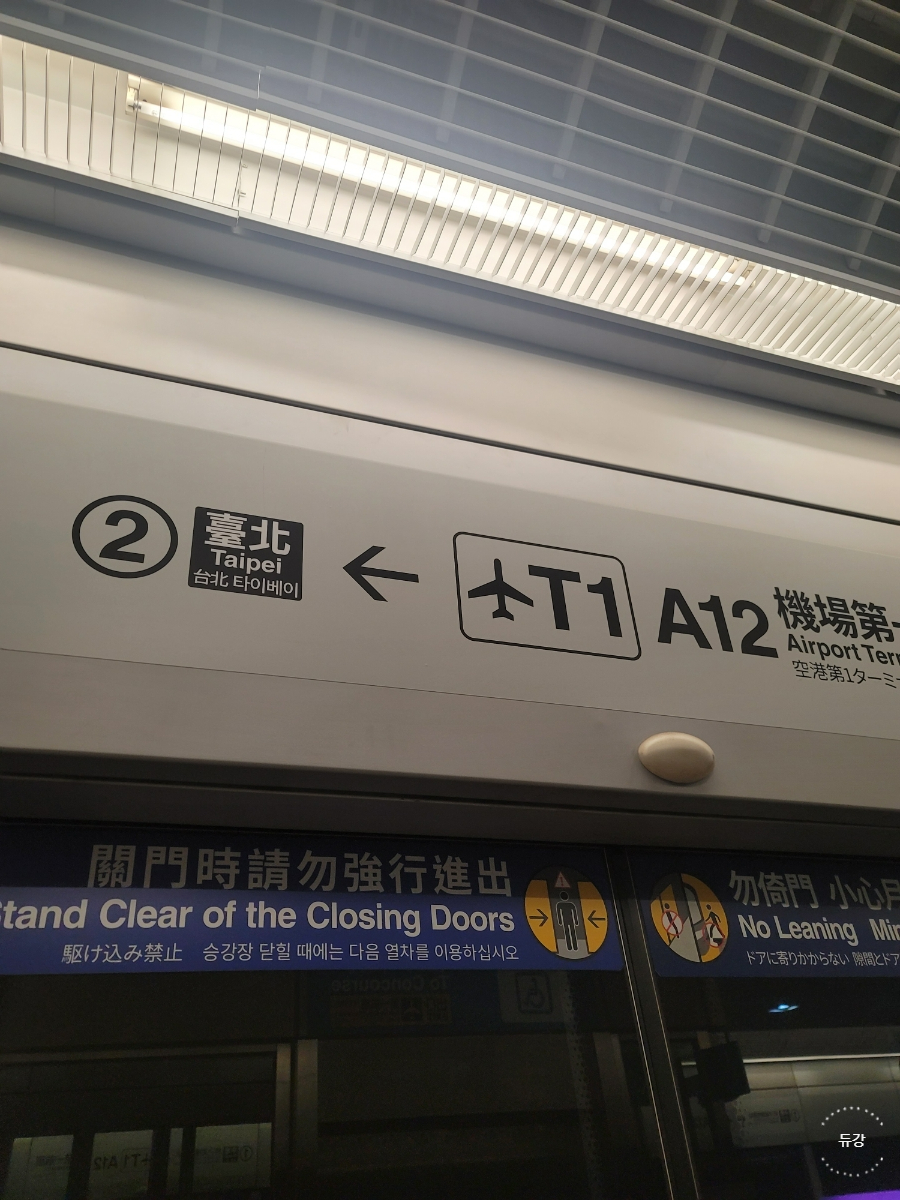 2
臺北
Taipei
台北 타이베이
T1
A12
機場第
Airport
空港第1ターミ
關門時請勿強行進出
Stand Clear of the Closing Doors
駆け込み禁止 승강장 닫힐 때에는 다음 열차를 이용하십시오
勿倚門 小心
No Leaning
ドアに寄りかからない 隙間とドア
듀강